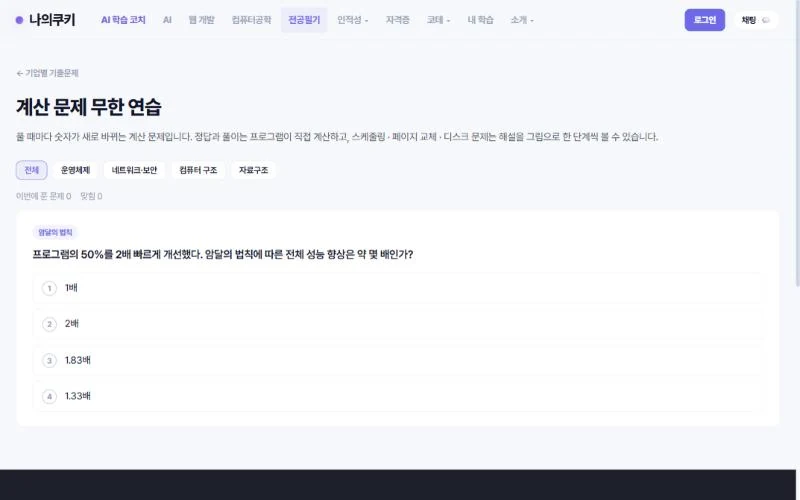 나의쿠키 AI 학습 코치 AI 웹 개발 컴퓨터공학 전공필기 인적성 자격증 코테 내 학습 소개 로그인 채팅
← 기업별 기출문제
계산 문제 무한 연습
풀 때마다 숫자가 새로 바뀌는 계산 문제입니다. 정답과 풀이는 프로그램이 직접 계산하고, 스케줄링 · 페이지 교체 · 디스크 문제는 해설을 그림으로 한 단계씩 볼 수 있습니다.
전체 운영체제 네트워크·보안 컴퓨터 구조 자료구조
이번에 푼 문제 0 맞힘 0
암달의 법칙
프로그램의 50%를 2배 빠르게 개선했다. 암달의 법칙에 따른 전체 성능 향상은 약 몇 배인가?
1 1배
2 2배
3 1.83배
4 1.33배